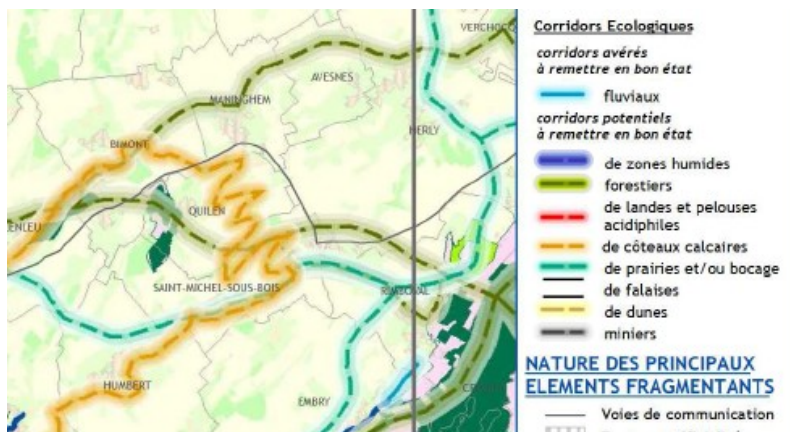 VERCHOCQ
AVESNES
MANINGHEM
HERLY
BIMONT
QUILEN
ENLEU
SAINT-MICHEL-SOUS-BOIS
RIMBOVAL
HUMBERT
EMBRY
Corridors Ecologiques
corridors avérés
à remettre en bon état
fluviaux
corridors potentiels
à remettre en bon état
de zones humides
forestiers
de landes et pelouses
acidiphiles
de côteaux calcaires
de prairies et/ou bocage
de falaises
de dunes
miniers
NATURE DES PRINCIPAUX
ELEMENTS FRAGMENTANTS
Voies de communication